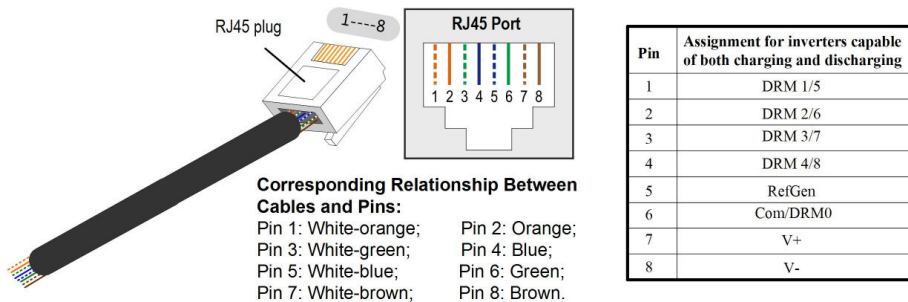 RJ45 plug
1----8
RJ45 Port
1 2 3 4 5 6 7 8
Corresponding Relationship Between
Cables and Pins:
Pin 1: White-orange; Pin 2: Orange;
Pin 3: White-green; Pin 4: Blue;
Pin 5: White-blue; Pin 6: Green;
Pin 7: White-brown; Pin 8: Brown.
Pin Assignment for inverters capable
of both charging and discharging
1 DRM 1/5
2 DRM 2/6
3 DRM 3/7
4 DRM 4/8
5 RefGen
6 Com/DRM0
7 V+
8 V-